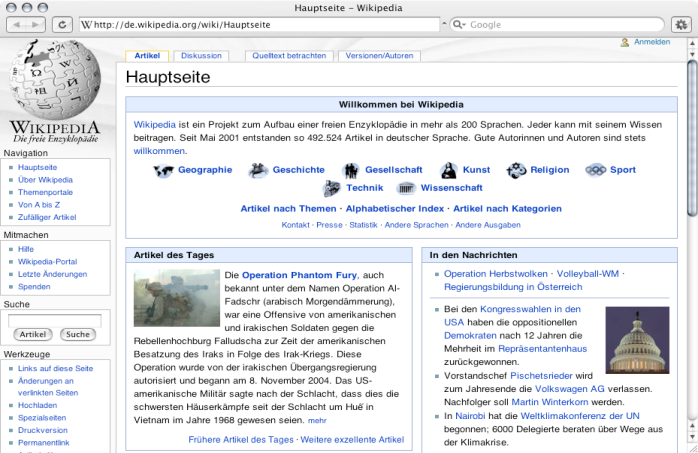 Hauptseite – Wikipedia
http://de.wikipedia.org/wiki/Hauptseite
Google
Anmelden
Artikel
Diskussion
Quelltext betrachten
Versionen/Autoren
WIKIPEDIA
Die freie Enzyklopädie
Navigation
Hauptseite
Über Wikipedia
Themenportale
Von A bis Z
Zufälliger Artikel
Mitmachen
Hilfe
Wikipedia-Portal
Letzte Änderungen
Spenden
Suche
Artikel
Suche
Werkzeuge
Links auf diese Seite
Änderungen an
verlinkten Seiten
Hochladen
Spezialseiten
Druckversion
Permanentlink
Hauptseite
Willkommen bei Wikipedia
Wikipedia ist ein Projekt zum Aufbau einer freien Enzyklopädie in mehr als 200 Sprachen. Jeder kann mit seinem Wissen
beitragen. Seit Mai 2001 entstanden so 492.524 Artikel in deutscher Sprache. Gute Autorinnen und Autoren sind stets
willkommen.
Geographie Geschichte Gesellschaft Kunst Religion Sport
Technik Wissenschaft
Artikel nach Themen · Alphabetischer Index · Artikel nach Kategorien
Kontakt · Presse · Statistik · Andere Sprachen · Andere Ausgaben
Artikel des Tages
Die Operation Phantom Fury, auch
bekannt unter dem Namen Operation Al-
Fadschr (arabisch Morgendämmerung),
war eine Offensive von amerikanischen
und irakischen Soldaten gegen die
Rebellenhochburg Falludscha zur Zeit der amerikanischen
Besatzung des Iraks in Folge des Irak-Kriegs. Diese
Operation wurde von der irakischen Übergangsregierung
autorisiert und begann am 8. November 2004. Das US-
amerikanische Militär sagte nach der Schlacht, dass dies die
schwersten Häuserkämpfe seit der Schlacht um Huế in
Vietnam im Jahre 1968 gewesen seien. mehr
Frühere Artikel des Tages · Weitere exzellente Artikel
In den Nachrichten
Operation Herbstwolken · Volleyball-WM ·
Regierungsbildung in Österreich
Bei den Kongresswahlen in den
USA haben die oppositionellen
Demokraten nach 12 Jahren die
Mehrheit im Repräsentantenhaus
zurückgewonnen.
Vorstandschef Pischetsrieder wird
zum Jahresende die Volkswagen AG verlassen.
Nachfolger soll Martin Winterkorn werden.
In Nairobi hat die Weltklimakonferenz der UN
begonnen; 6000 Delegierte beraten über Wege aus
der Klimakrise.